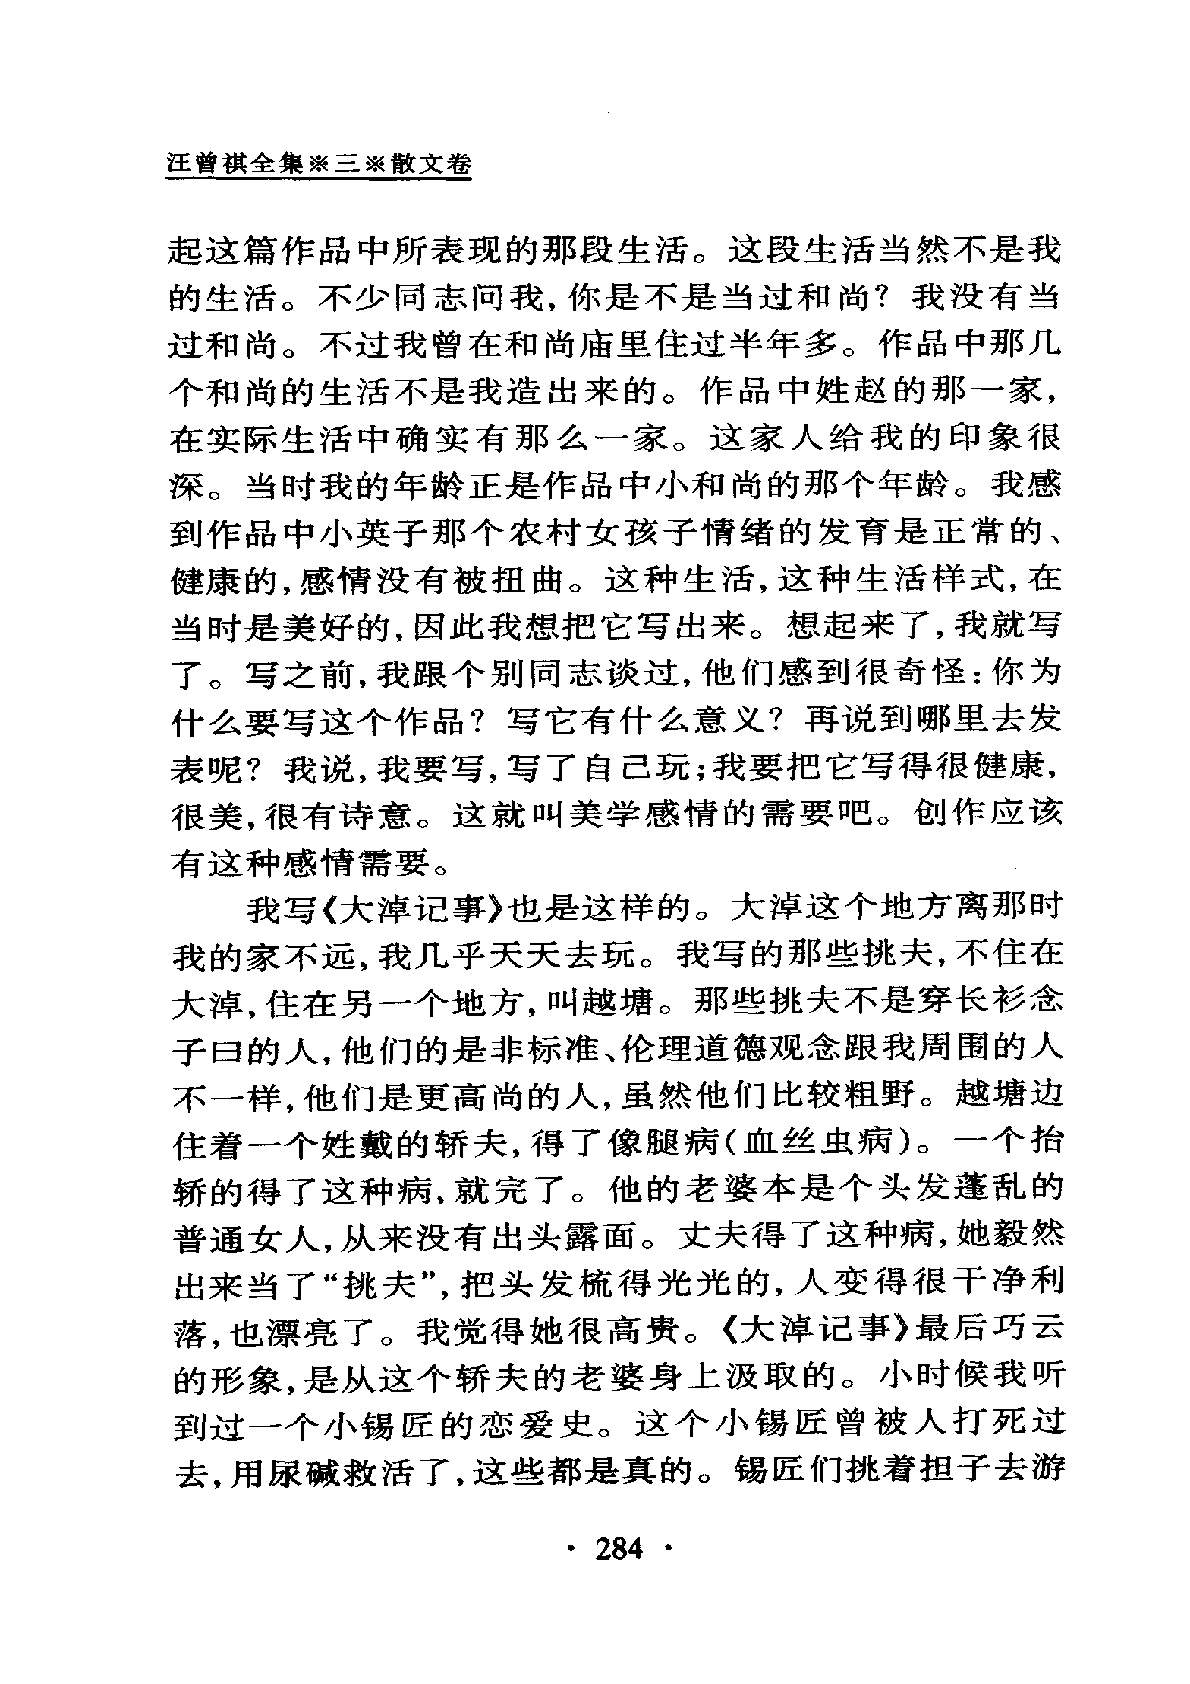 汪曾祺全集※三※散文卷
起这篇作品中所表现的那段生活。这段生活当然不是我
的生活。不少同志问我,你是不是当过和尚?我没有当
过和尚。不过我曾在和尚庙里住过半年多。作品中那几
个和尚的生活不是我造出来的。作品中姓赵的那一家,
在实际生活中确实有那么一家。这家人给我的印象很
深。当时我的年龄正是作品中小和尚的那个年龄。我感
到作品中小英子那个农村女孩子情绪的发育是正常的、
健康的,感情没有被扭曲。这种生活,这种生活样式,在
当时是美好的,因此我想把它写出来。想起来了,我就写
了。写之前,我跟个别同志谈过,他们感到很奇怪:你为
什么要写这个作品?写它有什么意义?再说到哪里去发
表呢?我说,我要写,写了自己玩;我要把它写得很健康,
很美,很有诗意。这就叫美学感情的需要吧。创作应该
有这种感情需要。
我写《大淖记事》也是这样的。大淖这个地方离那时
我的家不远,我几乎天天去玩。我写的那些挑夫,不住在
大淖,住在另一个地方,叫越塘。那些挑夫不是穿长衫念
子曰的人,他们的是非标准、伦理道德观念跟我周围的人
不一样,他们是更高尚的人,虽然他们比较粗野。越塘边
住着一个姓戴的轿夫,得了像腿病(血丝虫病)。一个抬
轿的得了这种病,就完了。他的老婆本是个头发蓬乱的
普通女人,从来没有出头露面。丈夫得了这种病,她毅然
出来当了“挑夫”,把头发梳得光光的,人变得很干净利
落,也漂亮了。我觉得她很高贵。《大淖记事》最后巧云
的形象,是从这个轿夫的老婆身上汲取的。小时候我听
到过一个小锡匠的恋爱史。这个小锡匠曾被人打死过
去,用尿碱救活了,这些都是真的。锡匠们挑着担子去游
· 284 ·